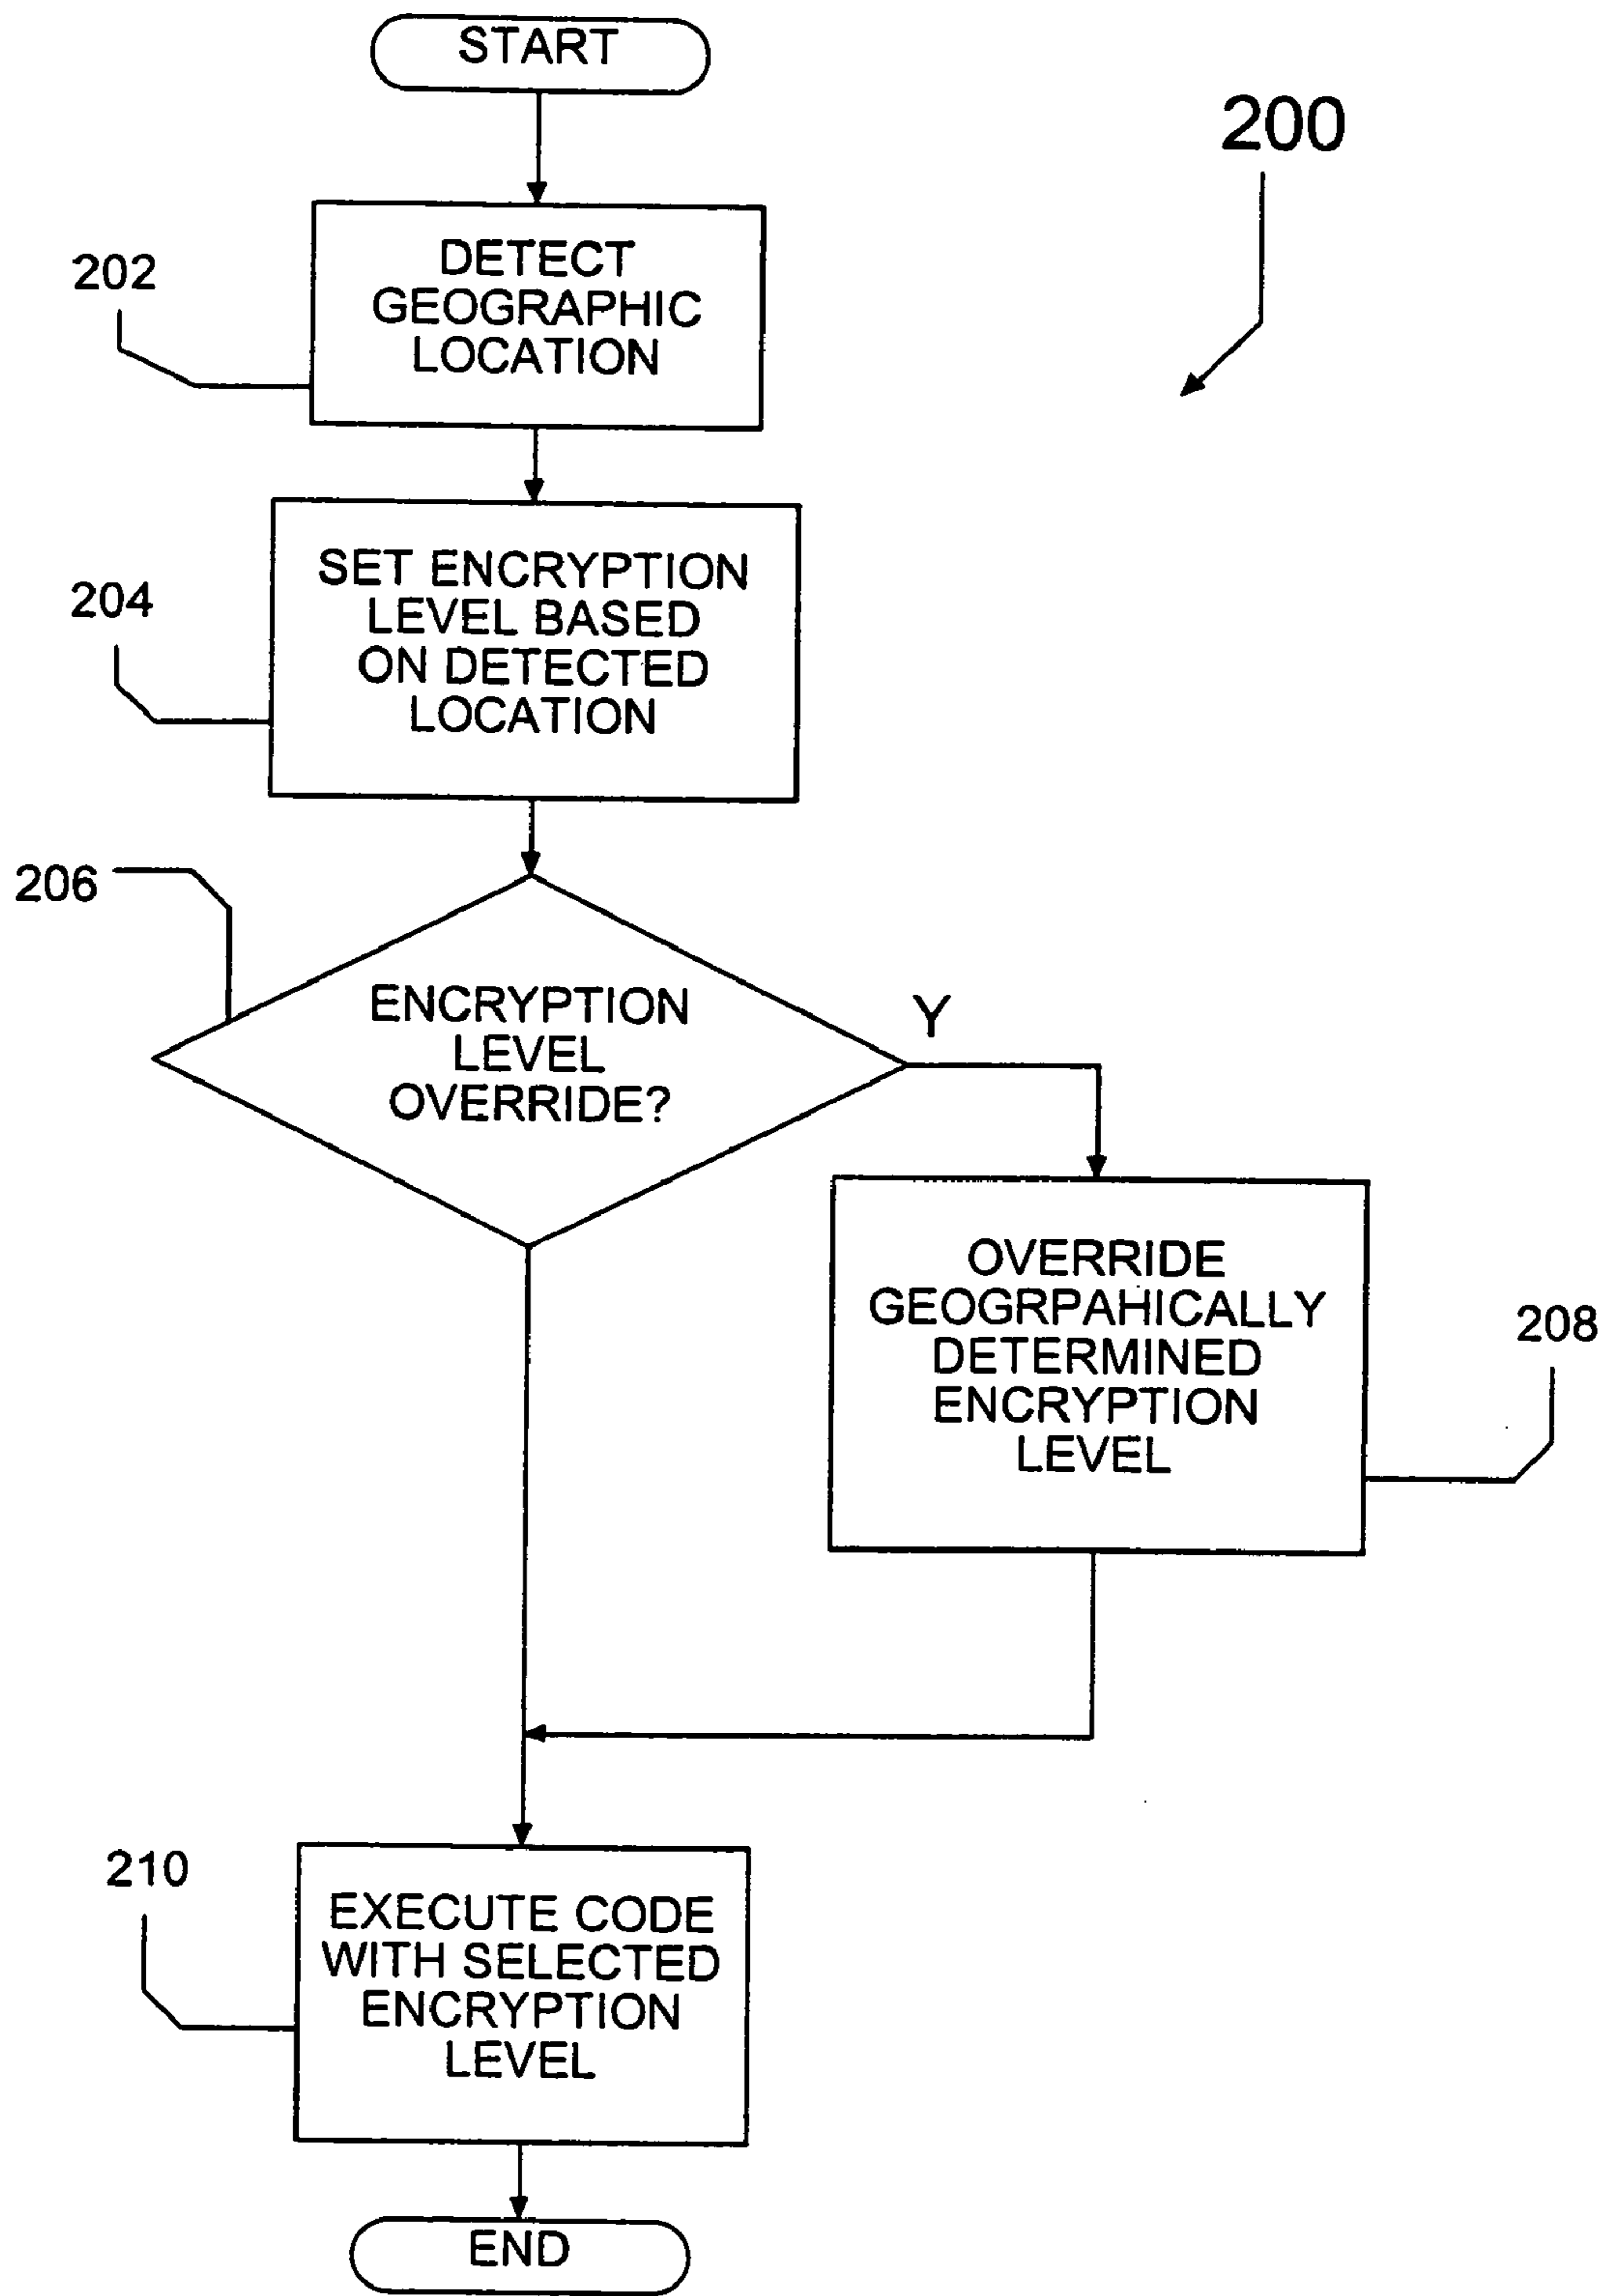 START
200
202
DETECT
GEOGRAPHIC
LOCATION
204
SET ENCRYPTION
LEVEL BASED
ON DETECTED
LOCATION
206
ENCRYPTION
LEVEL
OVERRIDE?
Y
OVERRIDE
GEOGRPAHICALLY
DETERMINED
ENCRYPTION
LEVEL
208
210
EXECUTE CODE
WITH SELECTED
ENCRYPTION
LEVEL
END